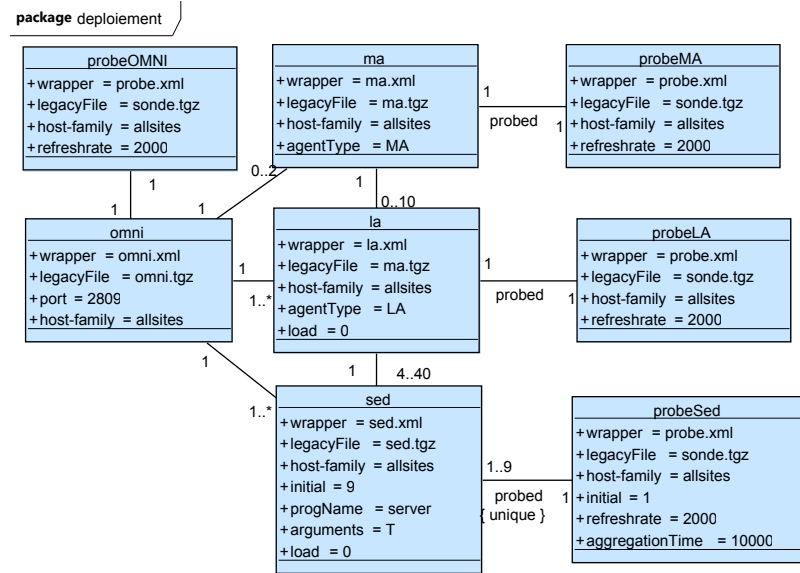 package deploiement
probeOMNI
+wrapper = probe.xml
+legacyFile = sonde.tgz
+host-family = allsites
+refreshrate = 2000
ma
+wrapper = ma.xml
+legacyFile = ma.tgz
+host-family = allsites
+agentType = MA
1
probed
1
probeMA
+wrapper = probe.xml
+legacyFile = sonde.tgz
+host-family = allsites
+refreshrate = 2000
1
1
0..2
1
1
0..10
omni
+wrapper = omni.xml
+legacyFile = omni.tgz
+port = 2809
+host-family = allsites
1
1..*
la
+wrapper = la.xml
+legacyFile = ma.tgz
+host-family = allsites
+agentType = LA
+load = 0
1
probed
1
probeLA
+wrapper = probe.xml
+legacyFile = sonde.tgz
+host-family = allsites
+refreshrate = 2000
1
1..*
1
4..40
sed
+wrapper = sed.xml
+legacyFile = sed.tgz
+host-family = allsites
+initial = 9
+progName = server
+arguments = T
+load = 0
1..9
probed
{ unique }
1
probeSed
+wrapper = probe.xml
+legacyFile = sonde.tgz
+host-family = allsites
+initial = 1
+refreshrate = 2000
+aggregationTime = 10000